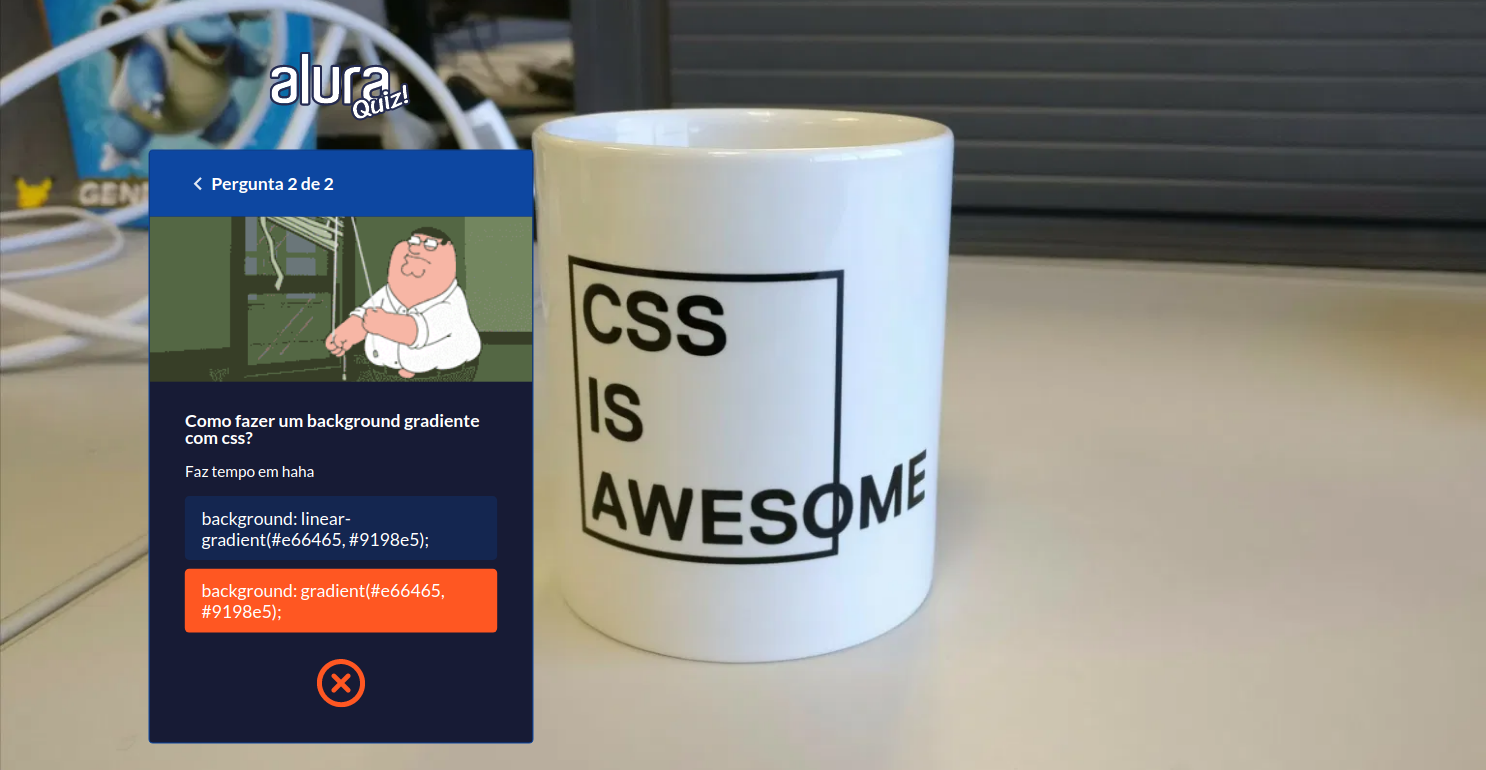 alura
Quiz!
GEN
Pergunta 2 de 2
Como fazer um background gradiente
com css?
Faz tempo em haha
background: linear-
gradient(#e66465, #9198e5);
background: gradient(#e66465,
#9198e5);
CSS
IS
AWESOME